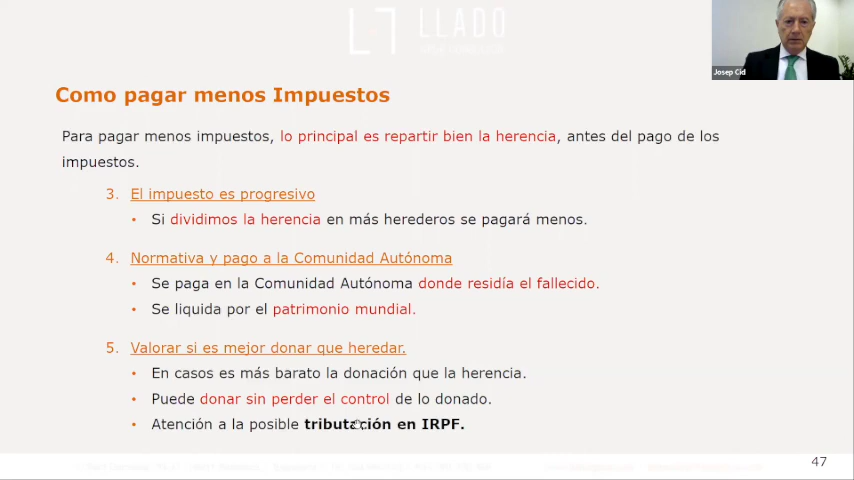 LLADO
Josep Cid
Como pagar menos Impuestos
Para pagar menos impuestos, lo principal es repartir bien la herencia, antes del pago de los
impuestos.
3. El impuesto es progresivo
• Si dividimos la herencia en más herederos se pagará menos.
4. Normativa y pago a la Comunidad Autónoma
• Se paga en la Comunidad Autónoma donde residía el fallecido.
• Se liquida por el patrimonio mundial.
5. Valorar si es mejor donar que heredar.
• En casos es más barato la donación que la herencia.
• Puede donar sin perder el control de lo donado.
• Atención a la posible tributación en IRPF.
47